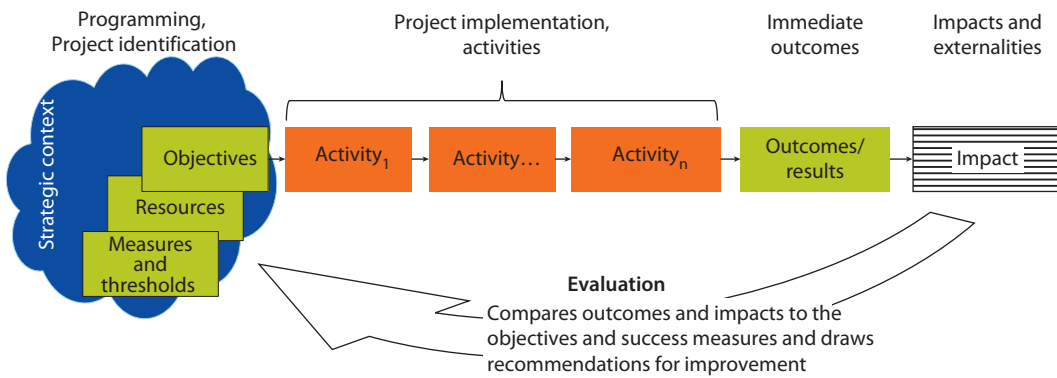 Programming,
Project identification
Project implementation,
activities
Immediate
outcomes
Impacts and
externalities
Strategic context
Objectives
Resources
Measures and
thresholds
Activity1
Activity…
Activityn
Outcomes/
results
Impact
Evaluation
Compares outcomes and impacts to the
objectives and success measures and draws
recommendations for improvement